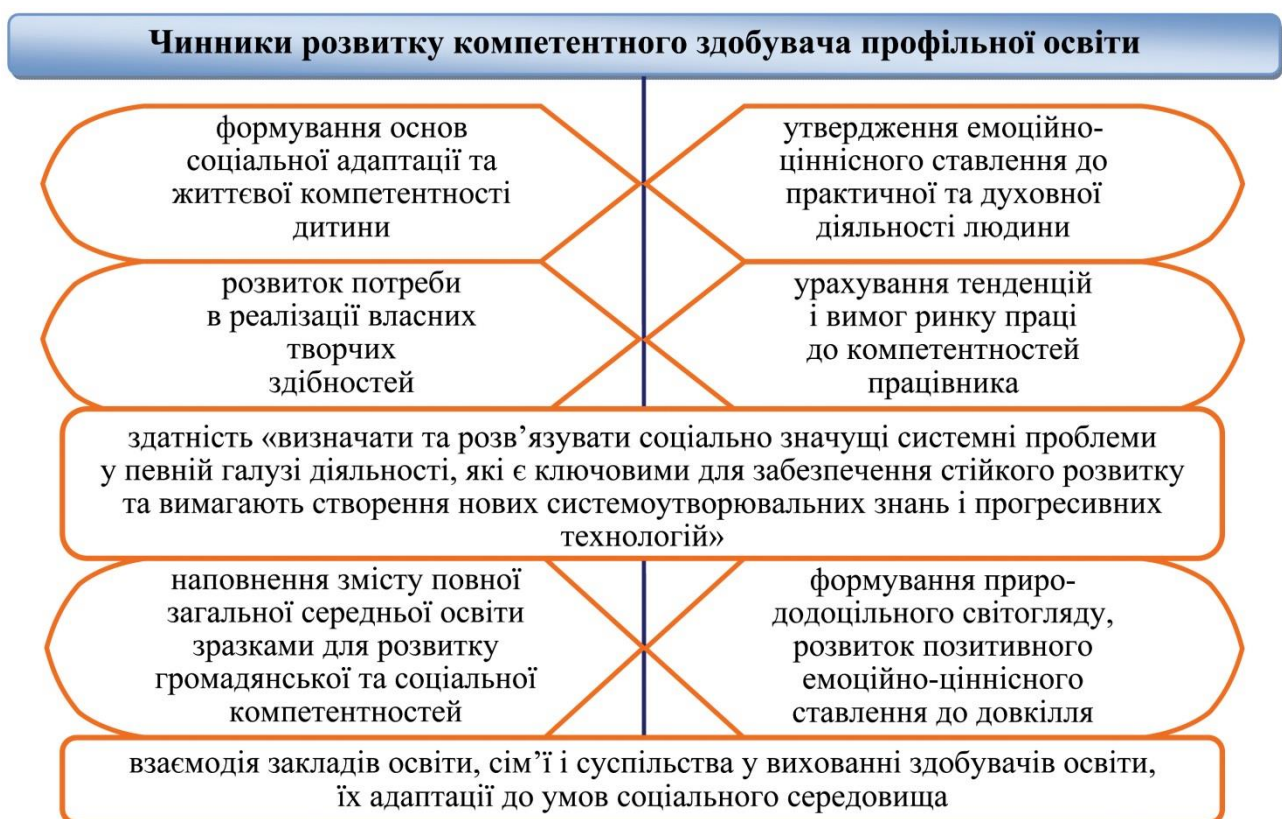 Чинники розвитку компетентного здобувача профільної освіти
формування основ
соціальної адаптації та
життєвої компетентності
дитини
утвердження емоційно-
ціннісного ставлення до
практичної та духовної
діяльності людини
розвиток потреби
в реалізації власних
творчих
здібностей
урахування тенденцій
і вимог ринку праці
до компетентностей
працівника
здатність «визначати та розв’язувати соціально значущі системні проблеми
у певній галузі діяльності, які є ключовими для забезпечення стійкого розвитку
та вимагають створення нових системоутворювальних знань і прогресивних
технологій»
наповнення змісту повної
загальної середньої освіти
зразками для розвитку
громадянської та соціальної
компетентностей
формування приро-
додоцільного світогляду,
розвиток позитивного
емоційно-ціннісного
ставлення до довкілля
взаємодія закладів освіти, сім’ї і суспільства у вихованні здобувачів освіти,
їх адаптації до умов соціального середовища